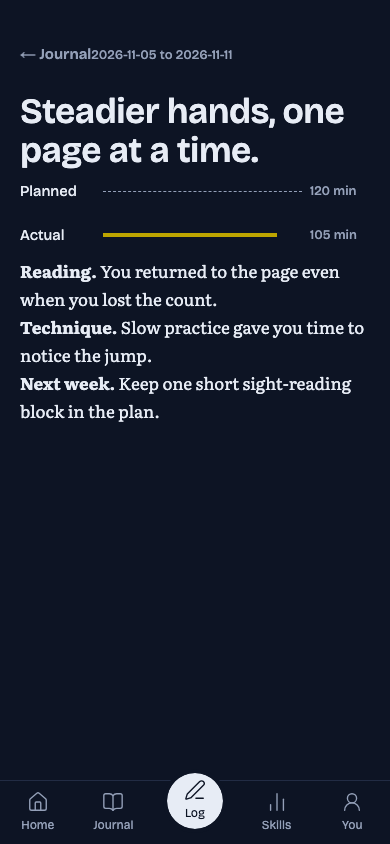 ← Journal 2026-11-05 to 2026-11-11
Steadier hands, one
page at a time.
Planned 120 min
Actual 105 min
Reading. You returned to the page even
when you lost the count.
Technique. Slow practice gave you time to
notice the jump.
Next week. Keep one short sight-reading
block in the plan.
Home Journal Log Skills You